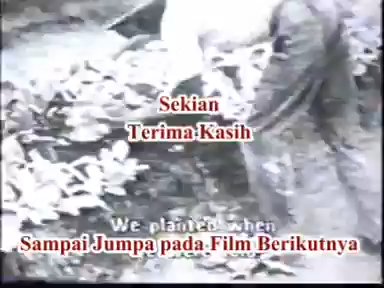 Sekian
Terima Kasih
We planted when
Sampai Jumpa pada Film Berikutnya